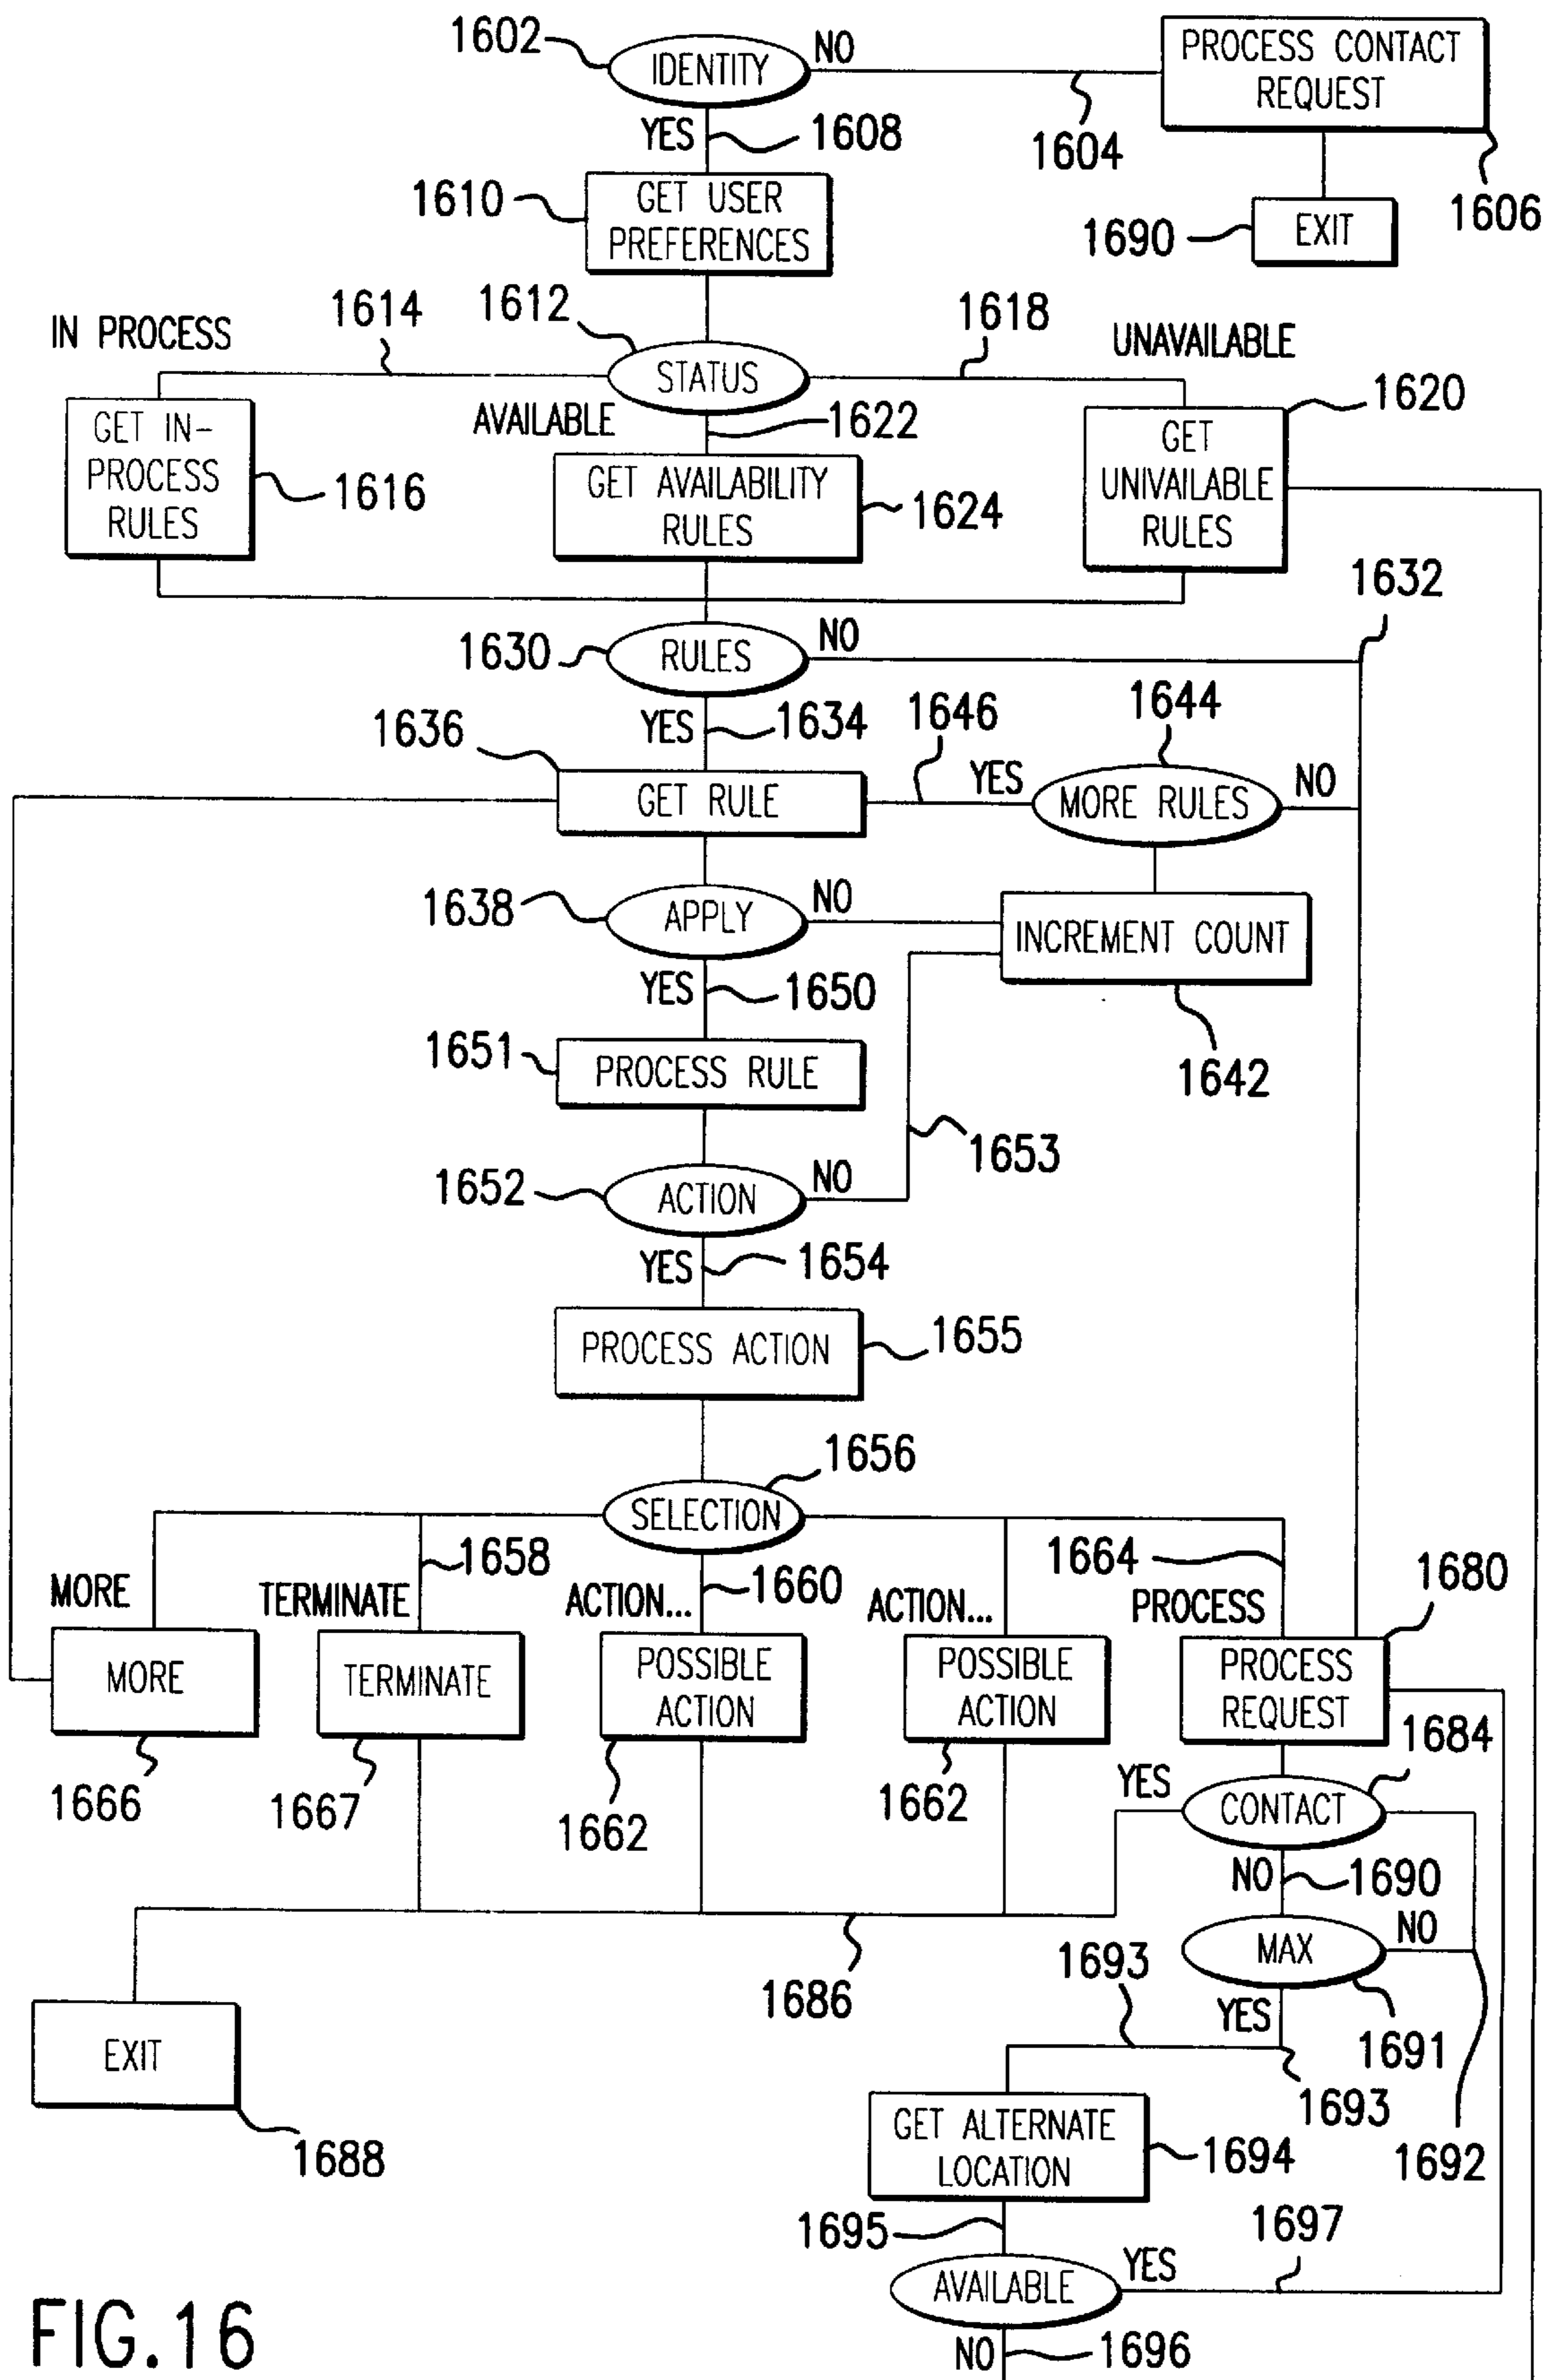 1602
IDENTITY
NO
PROCESS CONTACT
REQUEST
YES
1608
1604
1606
1610
GET USER
PREFERENCES
1690
EXIT
IN PROCESS
1614
1612
STATUS
1618
UNAVAILABLE
AVAILABLE
1622
1620
GET IN-
PROCESS
RULES
1616
GET AVAILABILITY
RULES
1624
GET
UNIVAILABLE
RULES
1632
1630
RULES
NO
YES
1634
1636
GET RULE
1646
YES
1644
MORE RULES
NO
1638
APPLY
NO
INCREMENT COUNT
YES
1650
1642
1651
PROCESS RULE
1653
1652
ACTION
NO
YES
1654
PROCESS ACTION
1655
1656
SELECTION
1658
1660
1664
1680
MORE
TERMINATE
ACTION...
ACTION...
PROCESS
MORE
TERMINATE
POSSIBLE
ACTION
POSSIBLE
ACTION
PROCESS
REQUEST
1666
1667
1662
1662
1684
YES
CONTACT
NO
1690
MAX
NO
1686
1693
YES
1691
1693
1692
EXIT
1688
GET ALTERNATE
LOCATION
1694
1695
1697
AVAILABLE
YES
NO
1696
FIG.16